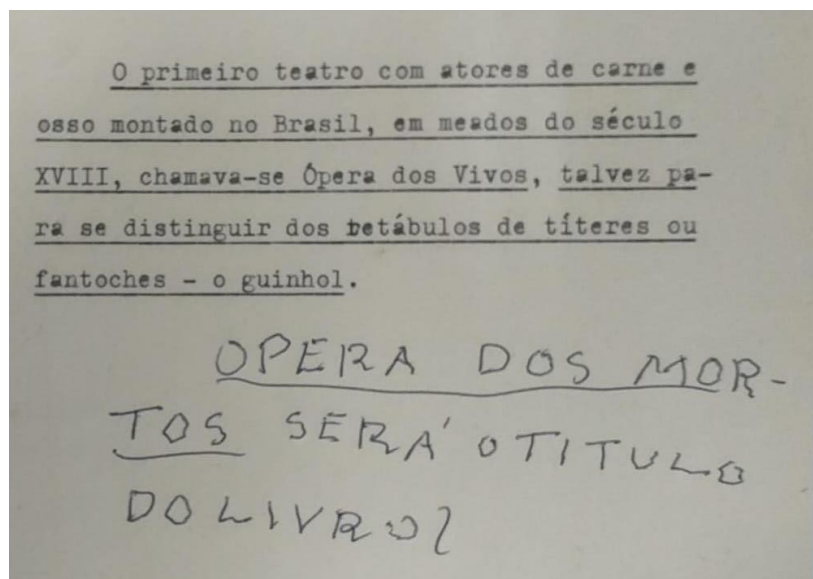 O primeiro teatro com atores de carne e
osso montado no Brasil, em meados do século
XVIII, chamava-se Ópera dos Vivos, talvez pa-
ra se distinguir dos retábulos de títeres ou
fantoches - o guinhol.
OPERA DOS MOR-
TOS SERÁ O TITULO
DO LIVRO?